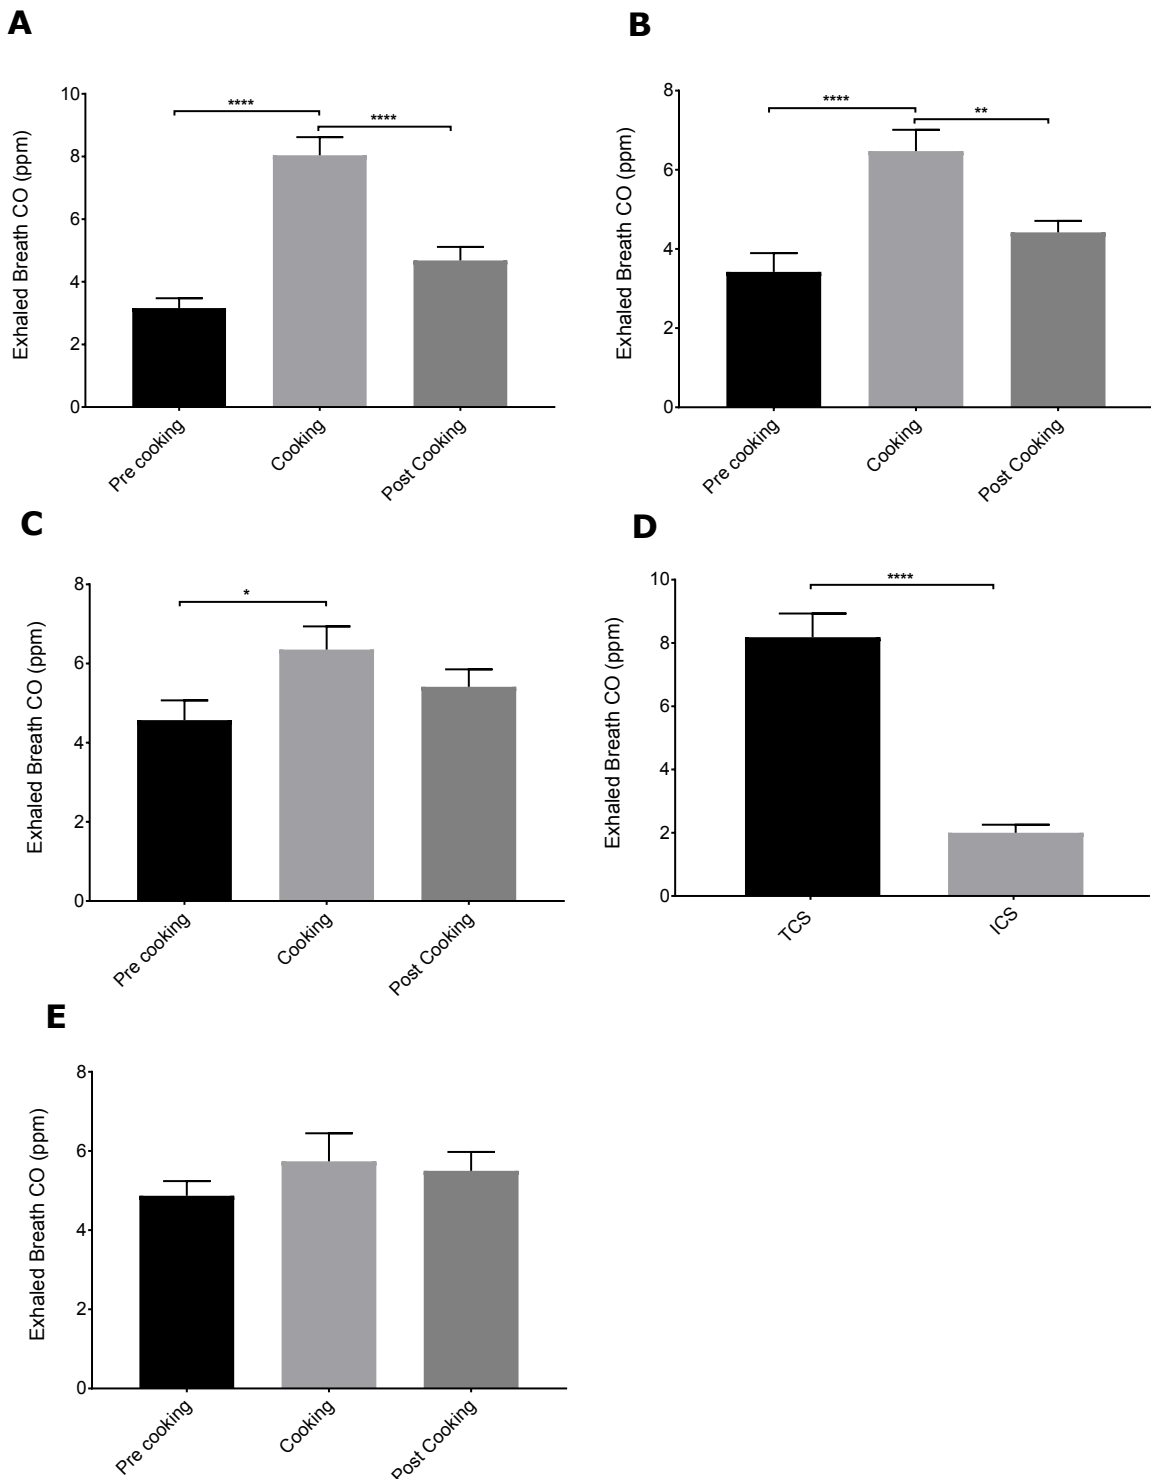 A
Exhaled Breath CO (ppm)
10
8
6
4
2
0
****
****
Pre cooking
Cooking
Post Cooking
B
Exhaled Breath CO (ppm)
8
6
4
2
0
****
**
Pre cooking
Cooking
Post Cooking
C
Exhaled Breath CO (ppm)
8
6
4
2
0
*
Pre cooking
Cooking
Post Cooking
D
Exhaled Breath CO (ppm)
10
8
6
4
2
0
****
TCS
ICS
E
Exhaled Breath CO (ppm)
8
6
4
2
0
Pre cooking
Cooking
Post Cooking